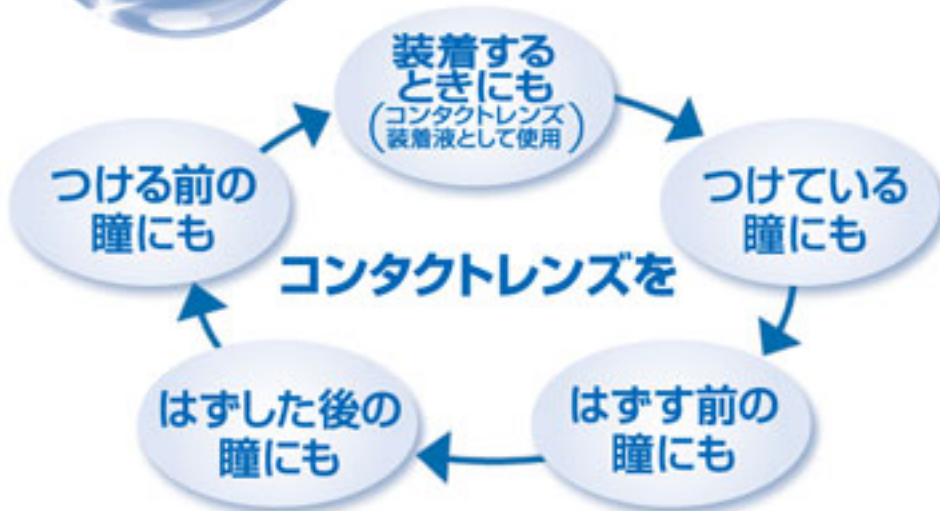 装着する
ときにも
(コンタクトレンズ
装着液として使用)
つける前の
瞳にも
つけている
瞳にも
コンタクトレンズを
はずした後の
瞳にも
はずす前の
瞳にも